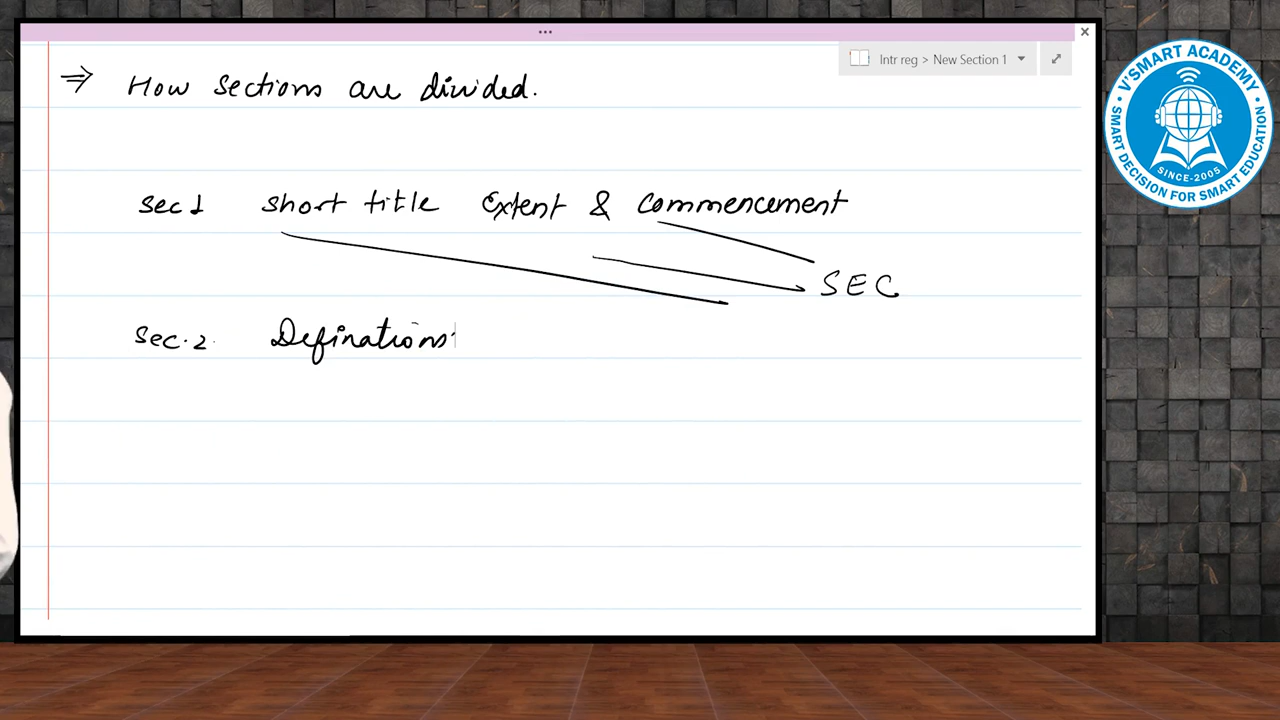 Intr reg > New Section 1
⇒ How sections are divided.
sec 1 short title Extent & commencement
SEC
sec. 2. Definations
V'SMART ACADEMY
SINCE-2005
SMART DECISION FOR SMART EDUCATION